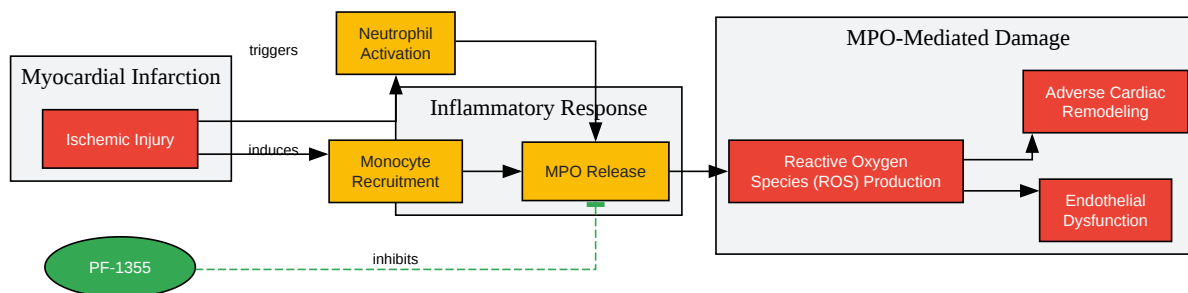 Myocardial Infarction
Ischemic Injury
triggers
induces
Neutrophil
Activation
Inflammatory Response
Monocyte
Recruitment
MPO Release
MPO-Mediated Damage
Reactive Oxygen
Species (ROS) Production
Adverse Cardiac
Remodeling
Endothelial
Dysfunction
PF-1355
inhibits